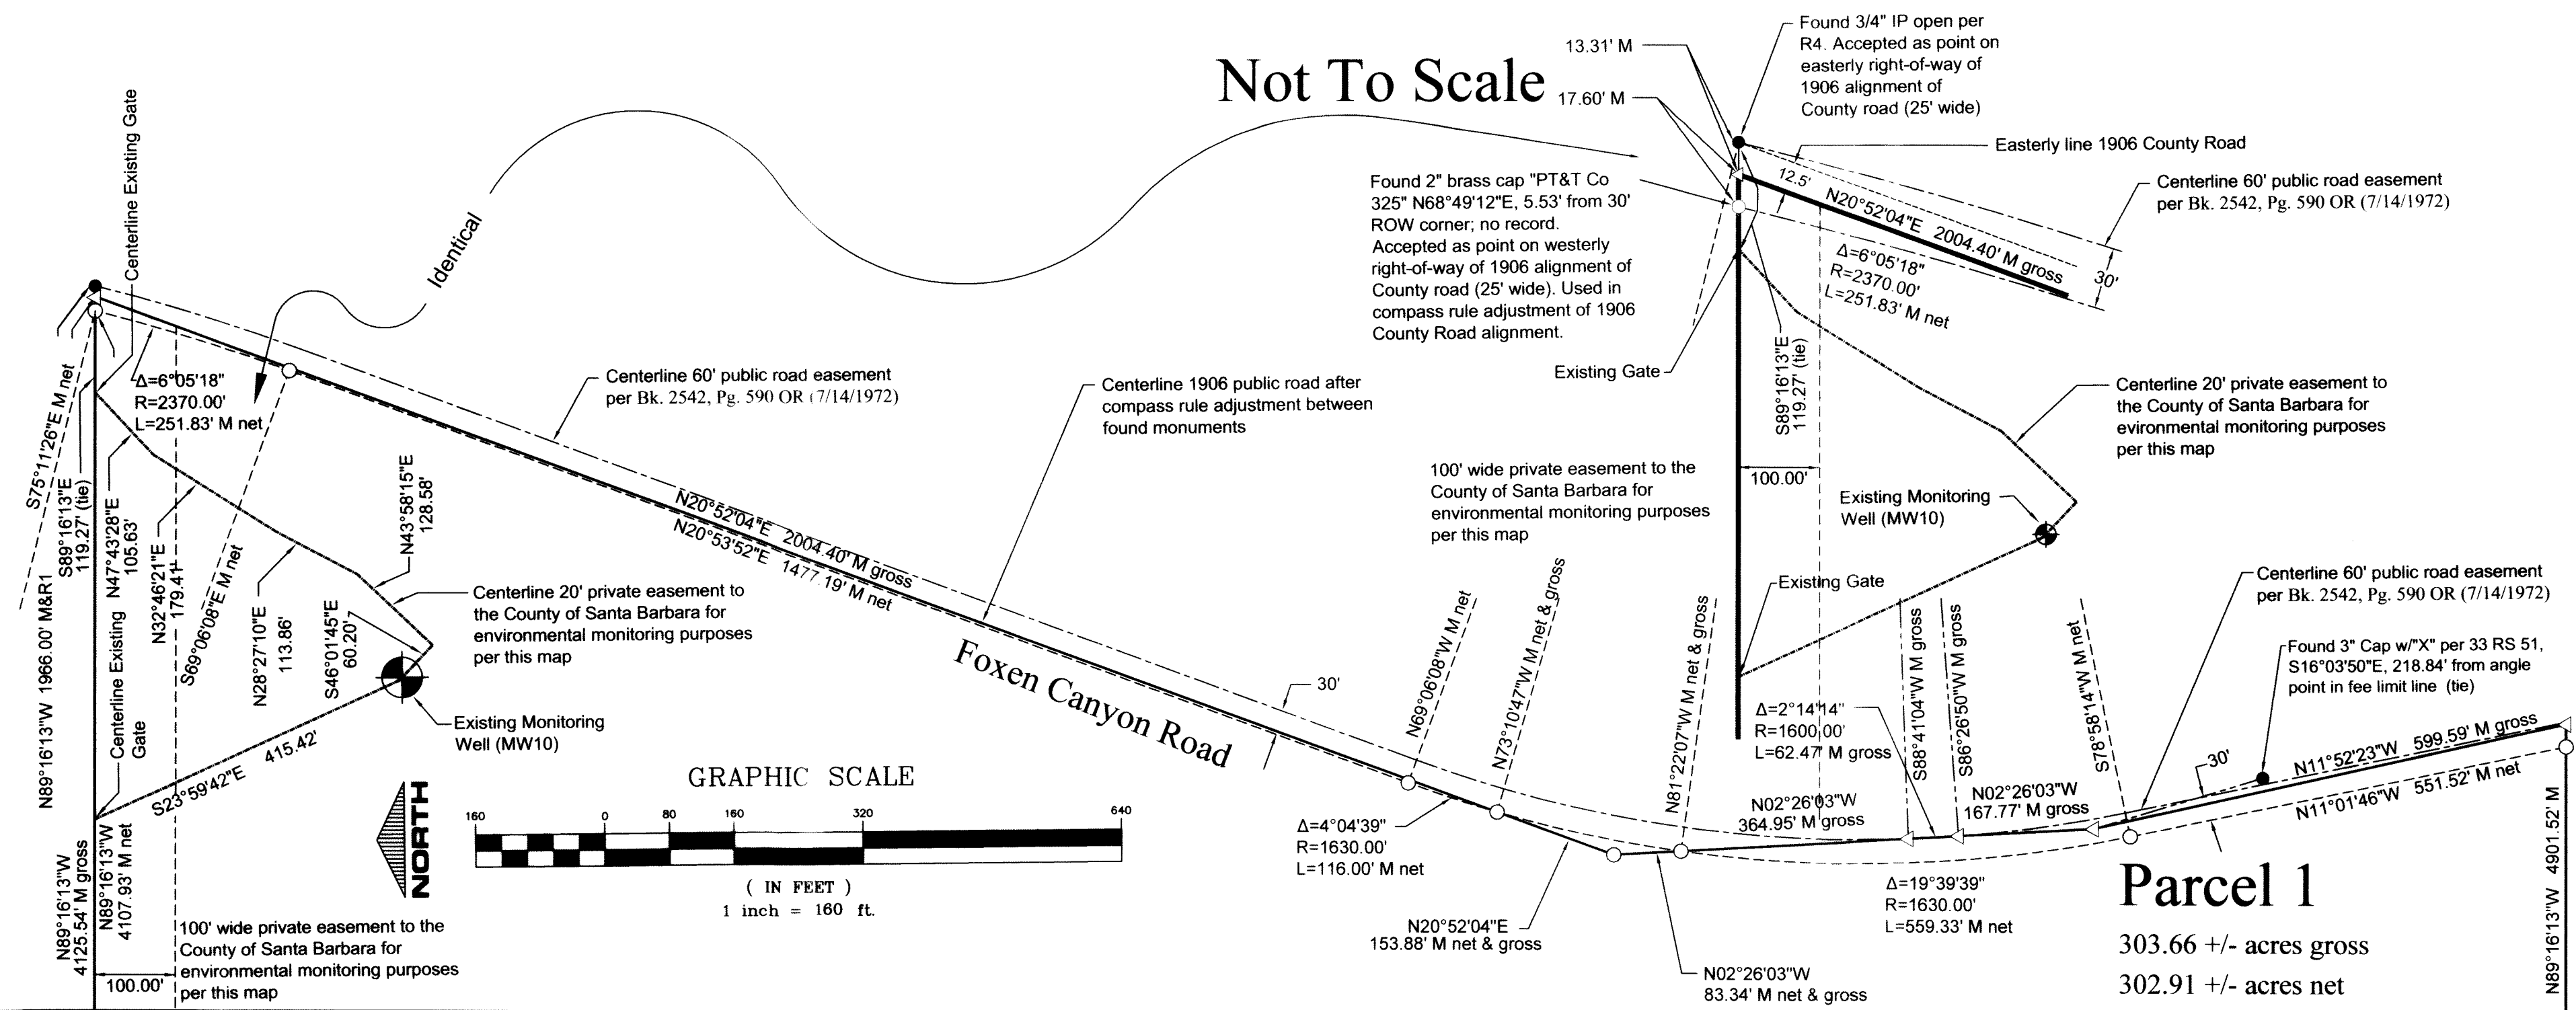 Not To Scale
13.31' M
17.60' M
Found 3/4" IP open per
R4. Accepted as point on
easterly right-of-way of
1906 alignment of
County road (25' wide)
Easterly line 1906 County Road
Centerline 60' public road easement
per Bk. 2542, Pg. 590 OR (7/14/1972)
Found 2" brass cap "PT&T Co
325" N68°49'12"E, 5.53' from 30'
ROW corner; no record.
Accepted as point on westerly
right-of-way of 1906 alignment of
County road (25' wide). Used in
compass rule adjustment of 1906
County Road alignment.
12.5'
N20°52'04"E 2004.40' M gross
30'
Δ=6°05'18"
R=2370.00'
L=251.83' M net
S89°16'13"E
119.27' (tie)
Existing Gate
Centerline 20' private easement to
the County of Santa Barbara for
evironmental monitoring purposes
per this map
100.00'
100' wide private easement to the
County of Santa Barbara for
environmental monitoring purposes
per this map
Existing Monitoring
Well (MW10)
Existing Gate
Centerline Existing Gate
Identical
S75°11'26"E M net
S89°16'13"E
119.27' (tie)
Δ=6°05'18"
R=2370.00'
L=251.83' M net
Centerline 60' public road easement
per Bk. 2542, Pg. 590 OR (7/14/1972)
Centerline 1906 public road after
compass rule adjustment between
found monuments
N47°43'28"E
105.63'
N32°46'21"E
179.41'
S69°06'08"E M net
N28°27'10"E
113.86'
N43°58'15"E
128.58'
S46°01'45"E
60.20'
Centerline 20' private easement to
the County of Santa Barbara for
environmental monitoring purposes
per this map
Existing Monitoring
Well (MW10)
S23°59'42"E 415.42'
N89°16'13"W 1966.00' M&R1
Centerline Existing
Gate
N89°16'13"W
4125.54' M gross
N89°16'13"W
4107.93' M net
100.00'
100' wide private easement to the
County of Santa Barbara for
environmental monitoring purposes
per this map
NORTH
GRAPHIC SCALE
160 0 80 160 320 640
( IN FEET )
1 inch = 160 ft.
N20°52'04"E 2004.40' M gross
N20°53'52"E 1477.19' M net
Foxen Canyon Road
30'
N69°06'08"W M net
N73°10'47"W M net & gross
N81°22'07"W M net & gross
Δ=4°04'39"
R=1630.00'
L=116.00' M net
N20°52'04"E
153.88' M net & gross
N02°26'03"W
83.34' M net & gross
Δ=2°14'14"
R=1600.00'
L=62.47' M gross
N02°26'03"W
364.95' M gross
S88°41'04"W M gross
S86°26'50"W M gross
N02°26'03"W
167.77' M gross
S78°58'14"W M net
Δ=19°39'39"
R=1630.00'
L=559.33' M net
Centerline 60' public road easement
per Bk. 2542, Pg. 590 OR (7/14/1972)
Found 3" Cap w/"X" per 33 RS 51,
S16°03'50"E, 218.84' from angle
point in fee limit line (tie)
30'
N11°52'23"W 599.59' M gross
N11°01'46"W 551.52' M net
Parcel 1
303.66 +/- acres gross
302.91 +/- acres net
N89°16'13"W 4901.52' M